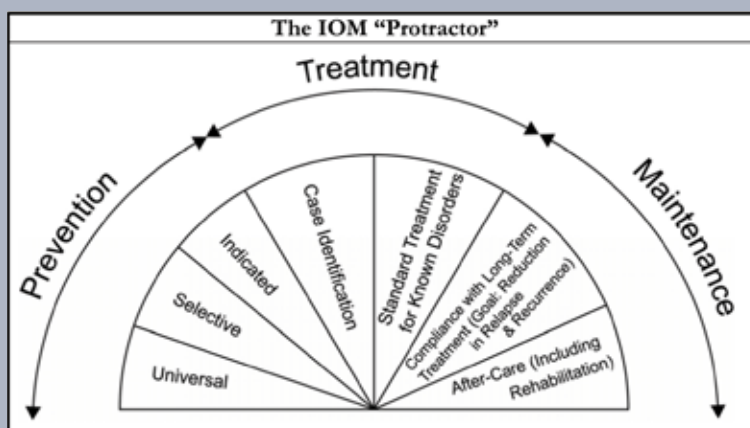 The IOM “Protractor”
Treatment
Prevention
Maintenance
Universal
Selective
Indicated
Case Identification
Standard Treatment
for Known Disorders
Compliance with Long-Term
Treatment (Goal: Reduction
in Relapse
& Recurrence)
After-Care (Including
Rehabilitation)